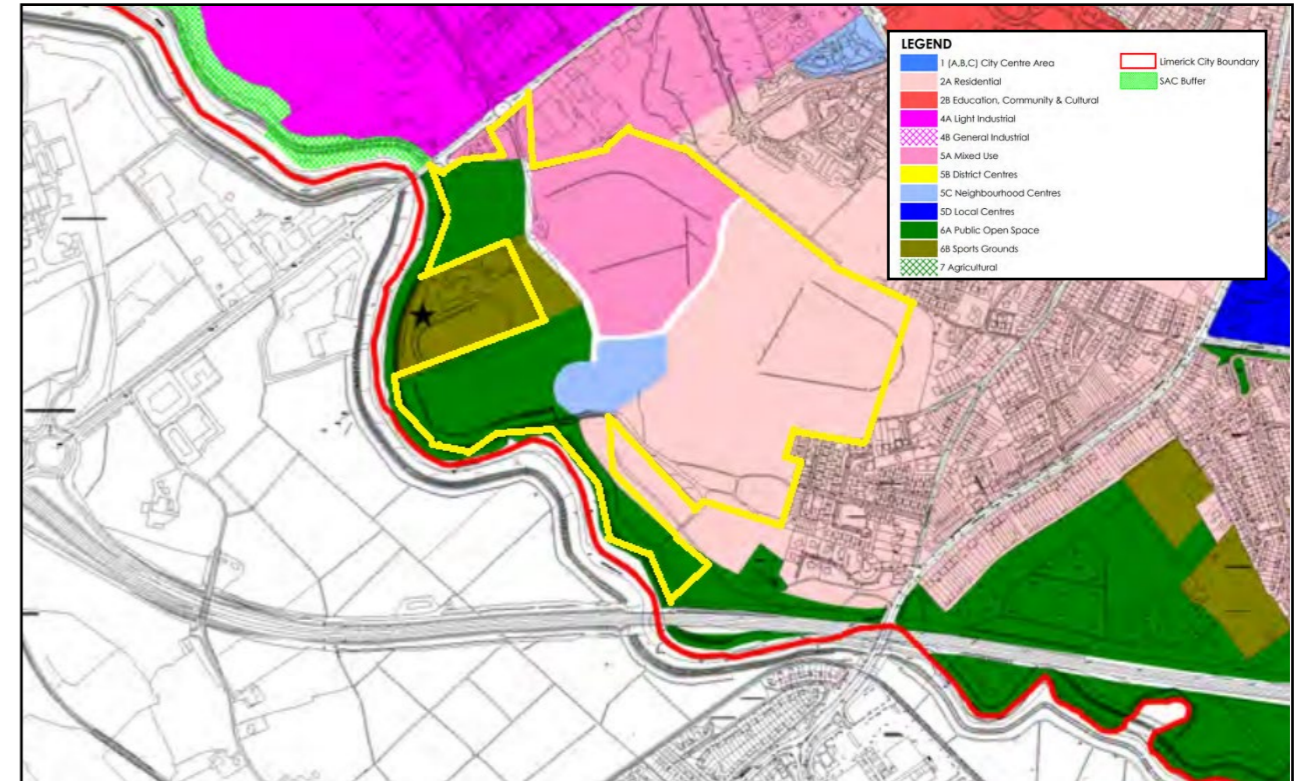 LEGEND
1 (A,B,C) City Centre Area
2A Residential
2B Education, Community & Cultural
4A Light Industrial
4B General Industrial
5A Mixed Use
5B District Centres
5C Neighbourhood Centres
5D Local Centres
6A Public Open Space
6B Sports Grounds
7 Agricultural
Limerick City Boundary
SAC Buffer